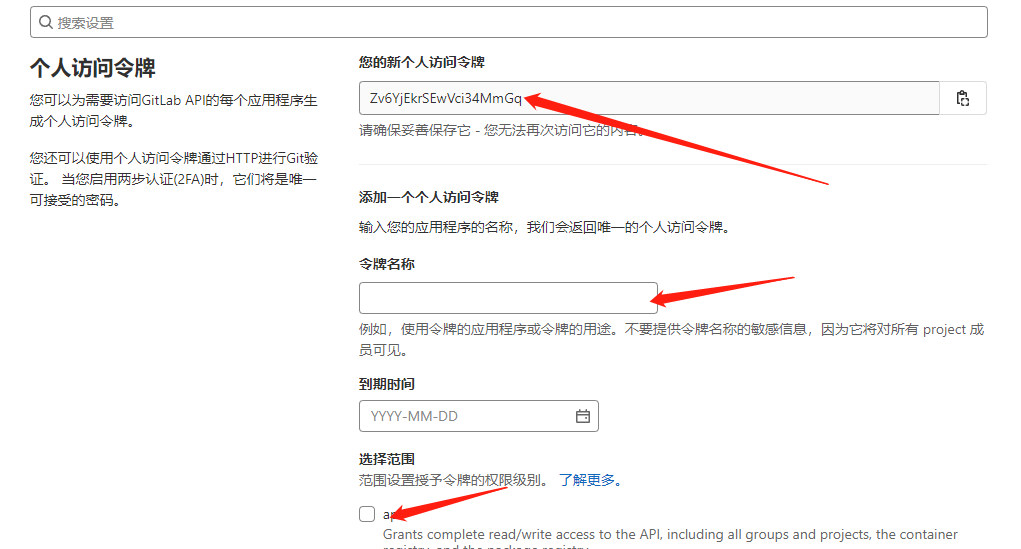 搜索设置
个人访问令牌
您可以为需要访问GitLab API的每个应用程序生
成个人访问令牌。
您还可以使用个人访问令牌通过HTTP进行Git验
证。 当您启用两步认证(2FA)时，它们将是唯一
可接受的密码。
您的新个人访问令牌
Zv6YjEkrSEwVci34MmGq
请确保妥善保存它 - 您无法再次访问它的内容。
添加一个个人访问令牌
输入您的应用程序的名称，我们会返回唯一的个人访问令牌。
令牌名称
例如，使用令牌的应用程序或令牌的用途。不要提供令牌名称的敏感信息，因为它将对所有 project 成
员可见。
到期时间
YYYY-MM-DD
选择范围
范围设置授予令牌的权限级别。 了解更多。
Grants complete read/write access to the API, including all groups and projects, the container
registry, and the package registry.